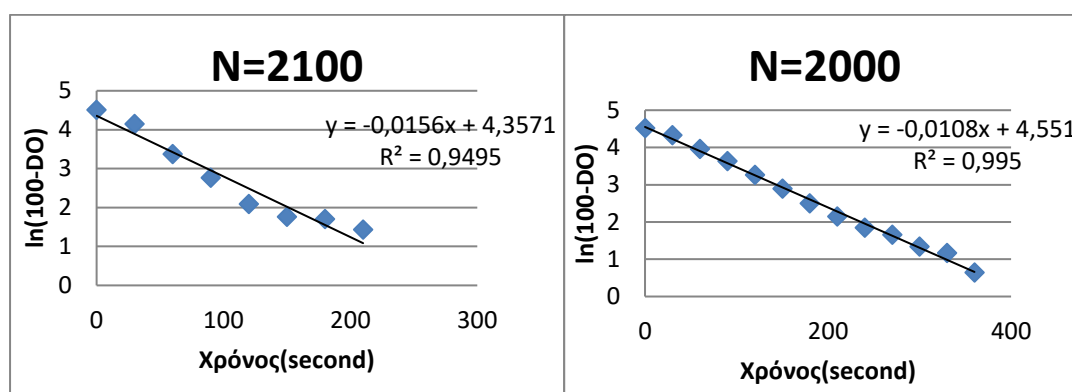 N=2100
ln(100-DO)
5
4
3
2
1
0
y = -0,0156x + 4,3571
R² = 0,9495
0
100
200
300
Χρόνος(second)
N=2000
ln(100-DO)
5
4
3
2
1
0
y = -0,0108x + 4,551
R² = 0,995
0
200
400
Χρόνος(second)